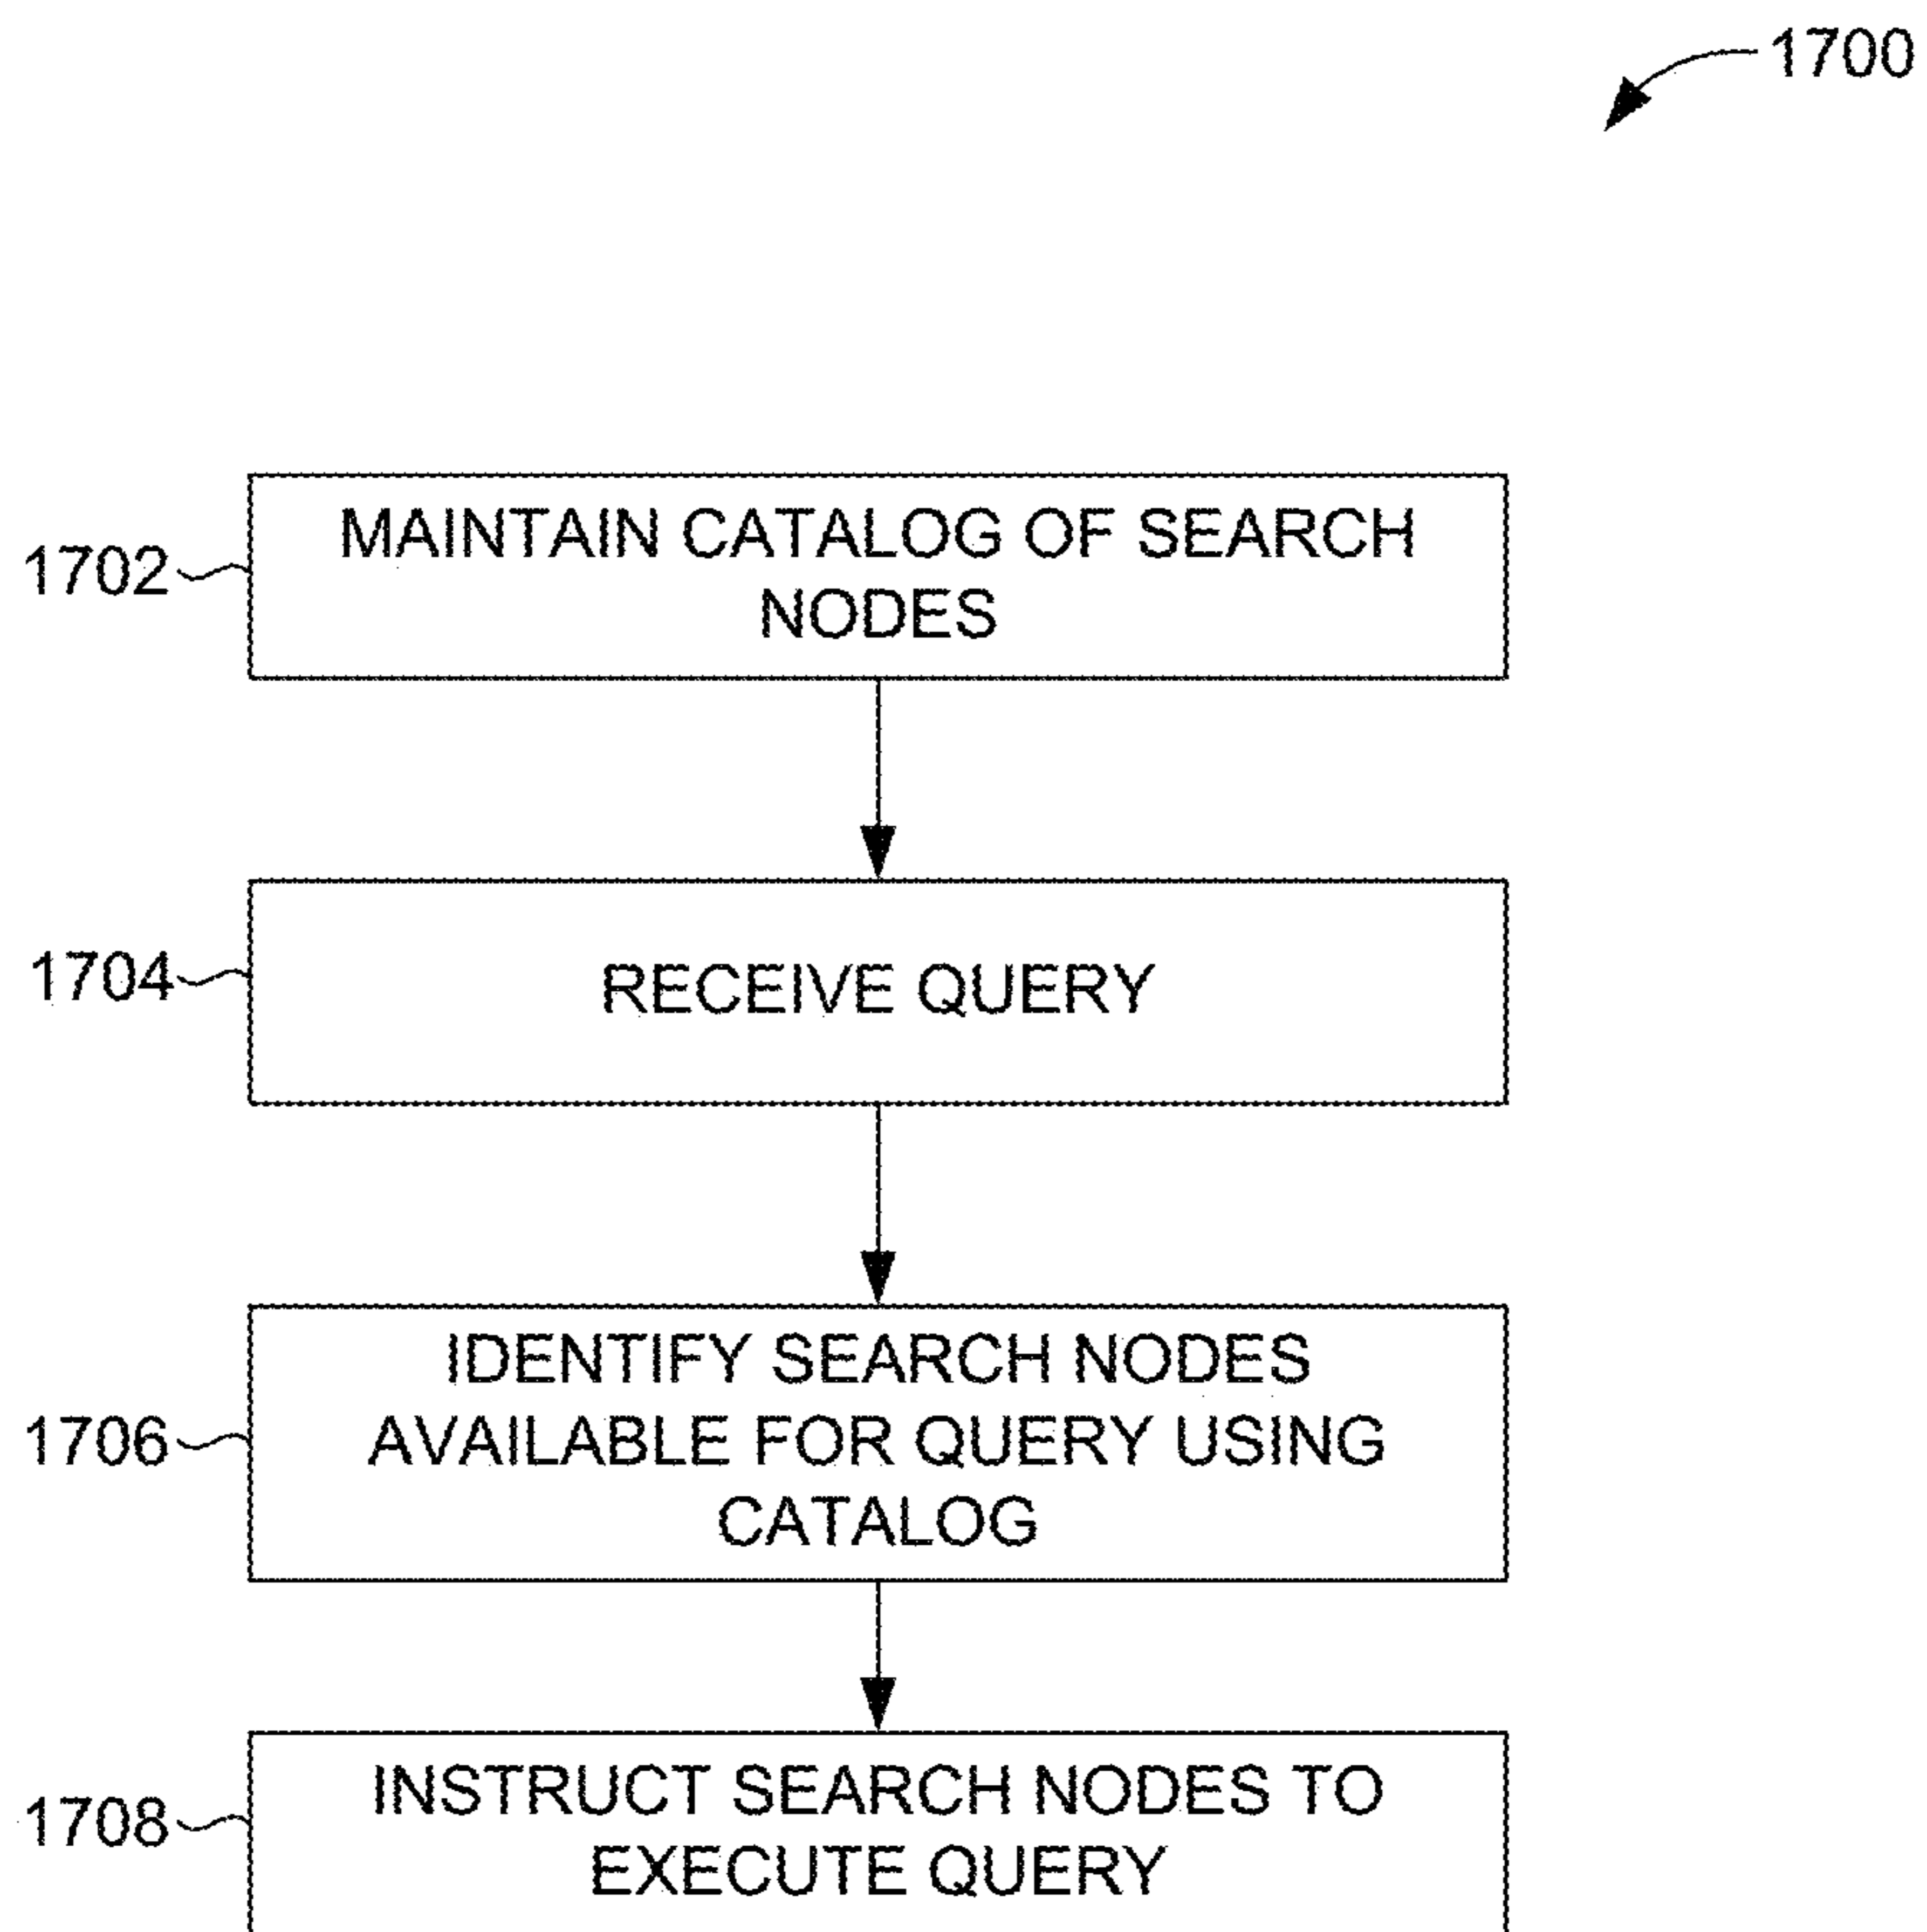 1700
1702
MAINTAIN CATALOG OF SEARCH
NODES
1704
RECEIVE QUERY
1706
IDENTIFY SEARCH NODES
AVAILABLE FOR QUERY USING
CATALOG
1708
INSTRUCT SEARCH NODES TO
EXECUTE QUERY